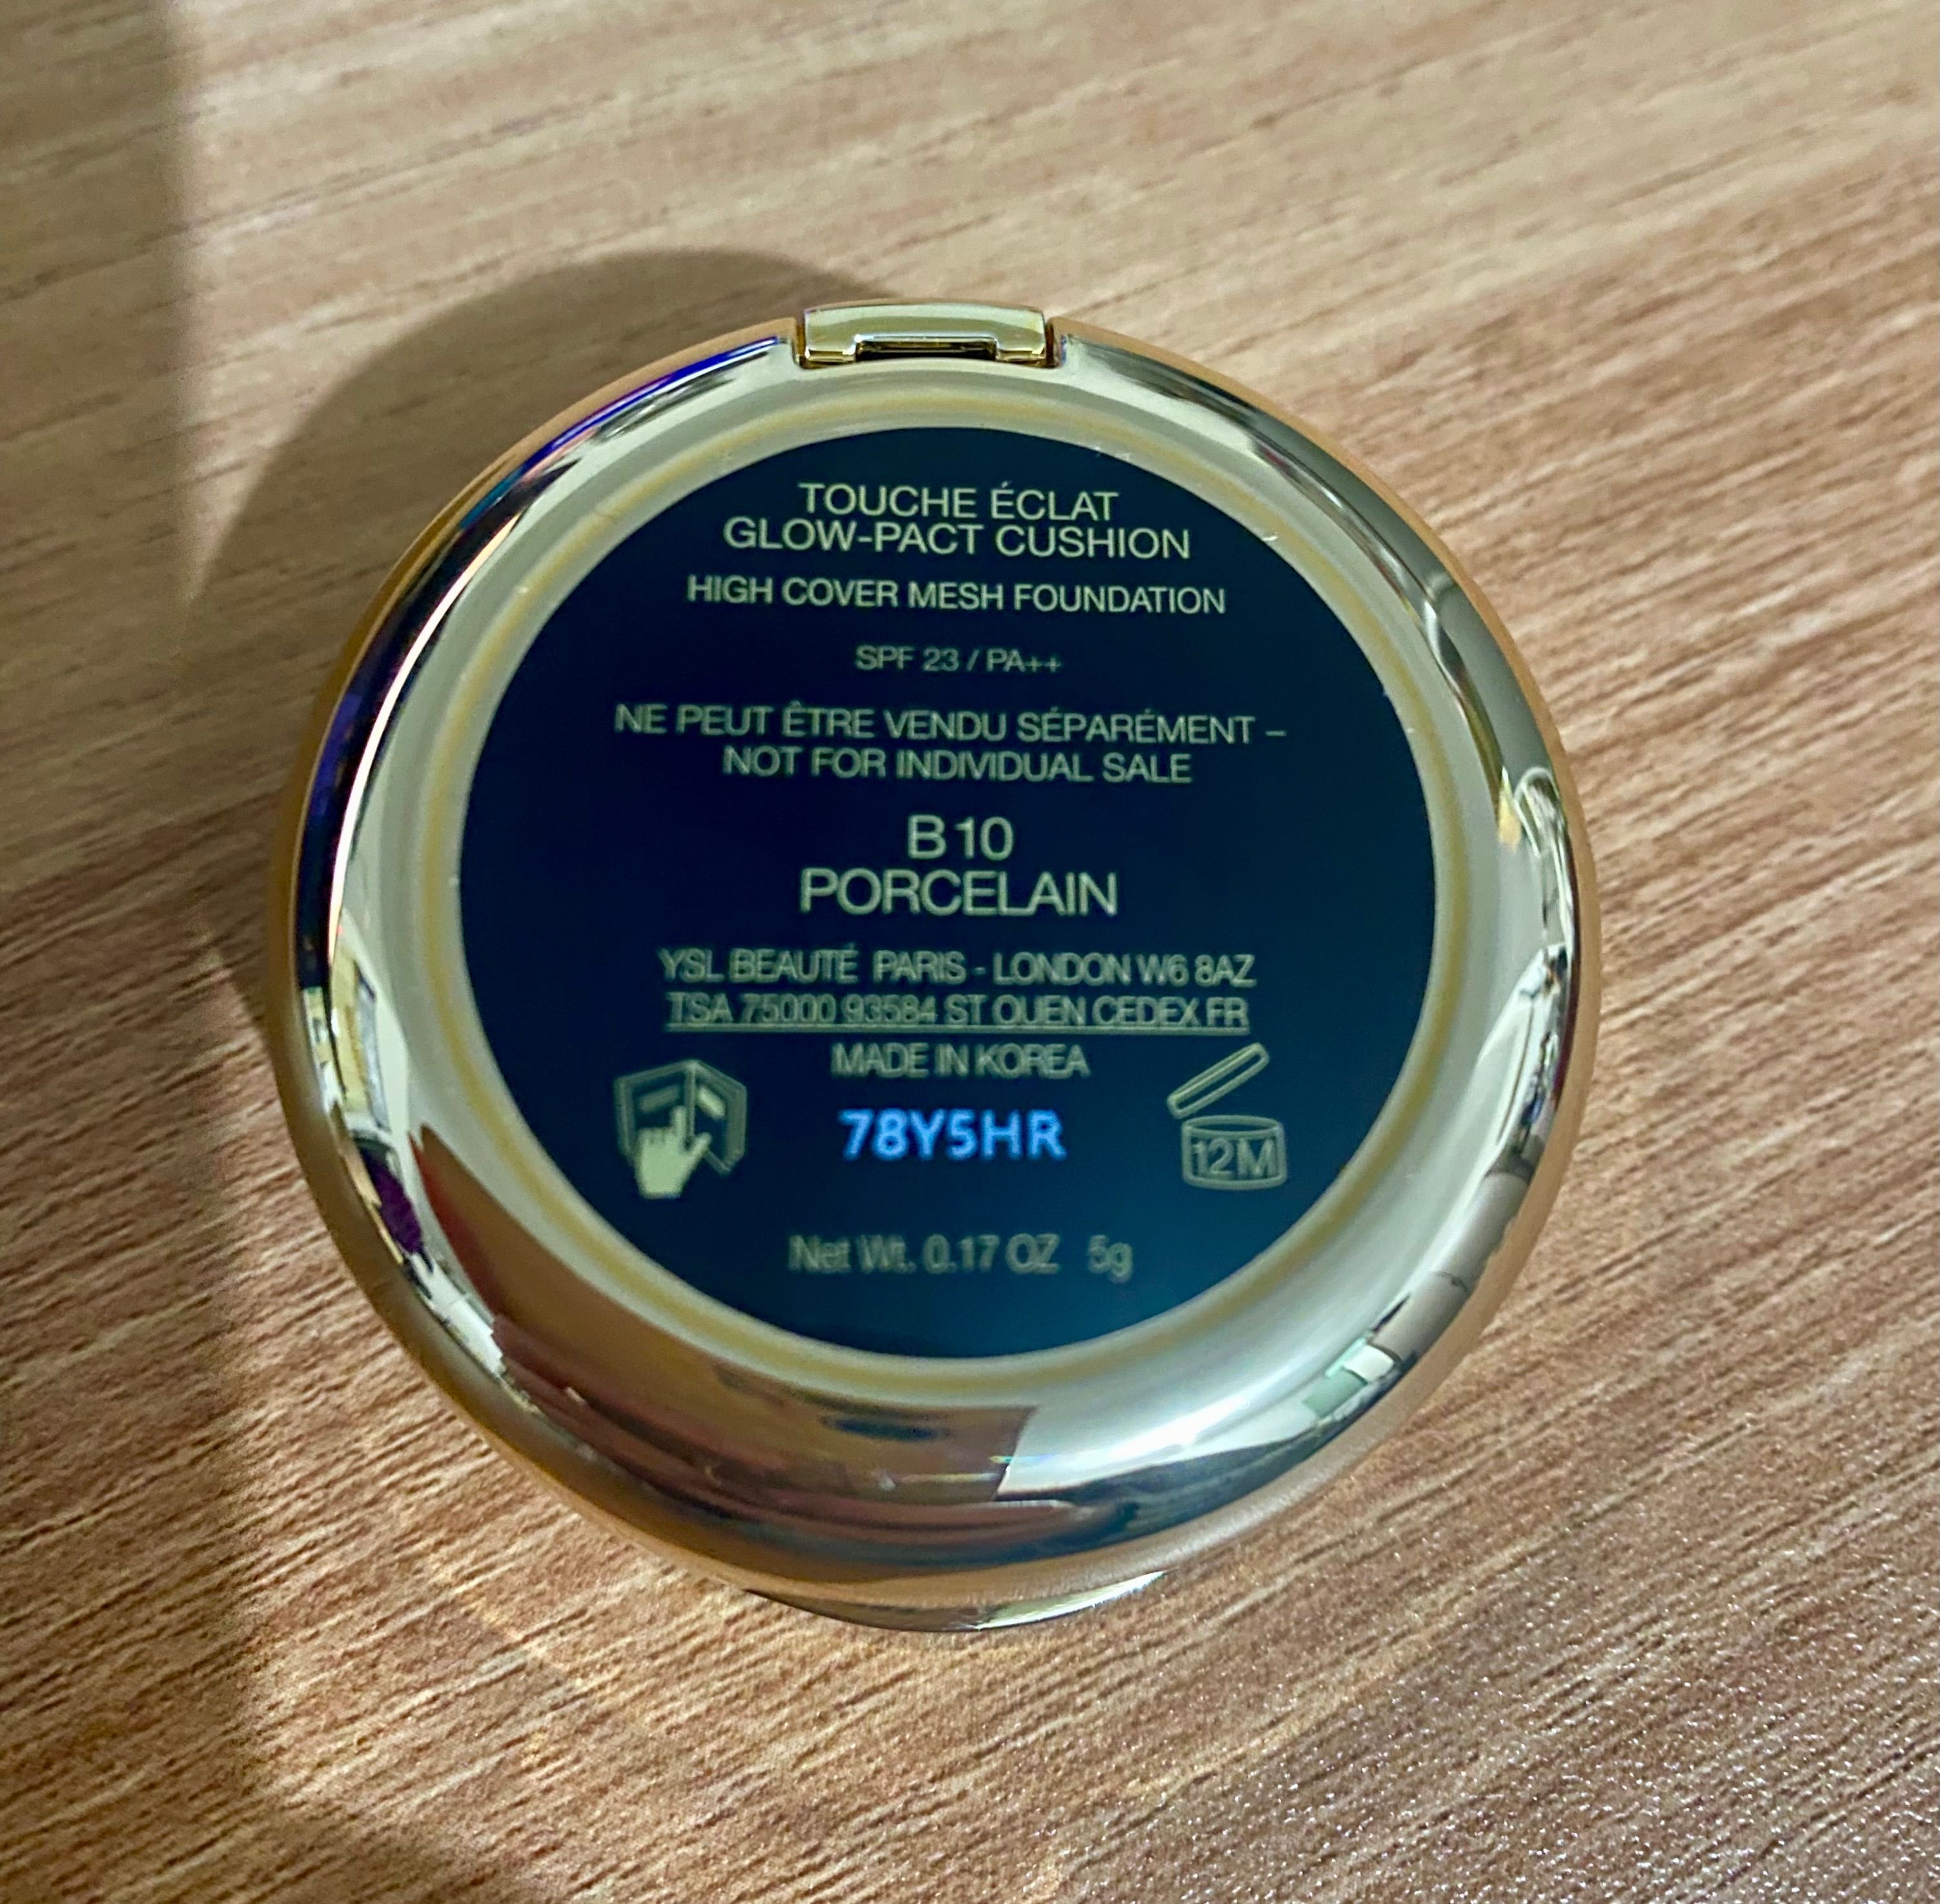 TOUCHE ÉCLAT
GLOW-PACT CUSHION
HIGH COVER MESH FOUNDATION
SPF 23 / PA++
NE PEUT ÊTRE VENDU SÉPARÉMENT –
NOT FOR INDIVIDUAL SALE
B10
PORCELAIN
YSL BEAUTÉ PARIS - LONDON W6 8AZ
TSA 75000 93584 ST OUEN CEDEX FR
MADE IN KOREA
78Y5HR
12M
Net Wt. 0.17 OZ 5g